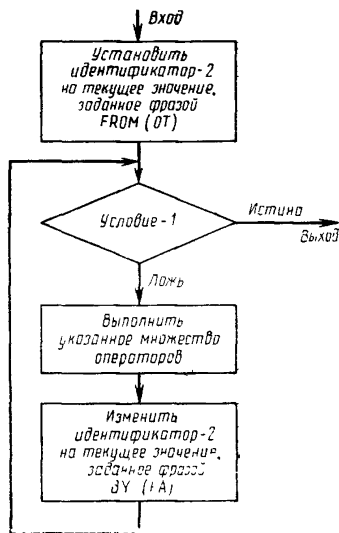 Вход
Установить
идентификатор-2
на текущее значение,
заданное фразой
FROM (OT)
Условие-1
Истина
Выход
Ложь
Выполнить
указанное множество
операторов
Изменить
идентификатор-2
на текущее значение,
заданное фразой
BY